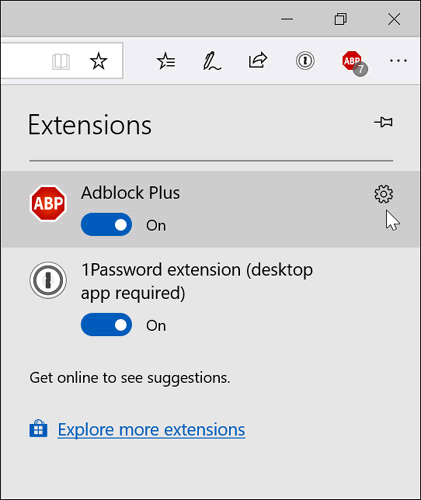 ABP
7
Extensions
ABP
Adblock Plus
On
1Password extension (desktop
app required)
On
Get online to see suggestions.
Explore more extensions